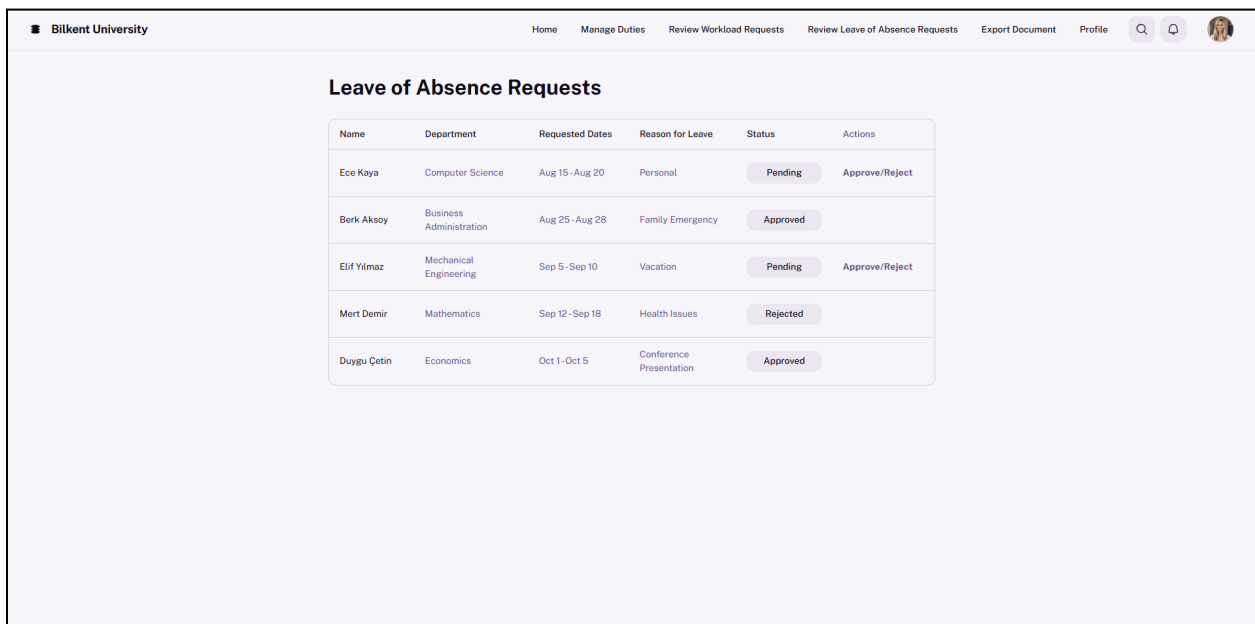 Bilkent University Home Manage Duties Review Workload Requests Review Leave of Absence Requests Export Document Profile
Leave of Absence Requests
Name Department Requested Dates Reason for Leave Status Actions
Ece Kaya Computer Science Aug 15 - Aug 20 Personal Pending Approve/Reject
Berk Aksoy Business Administration Aug 25 - Aug 28 Family Emergency Approved
Elif Yılmaz Mechanical Engineering Sep 5 - Sep 10 Vacation Pending Approve/Reject
Mert Demir Mathematics Sep 12 - Sep 18 Health Issues Rejected
Duygu Çetin Economics Oct 1 - Oct 5 Conference Presentation Approved